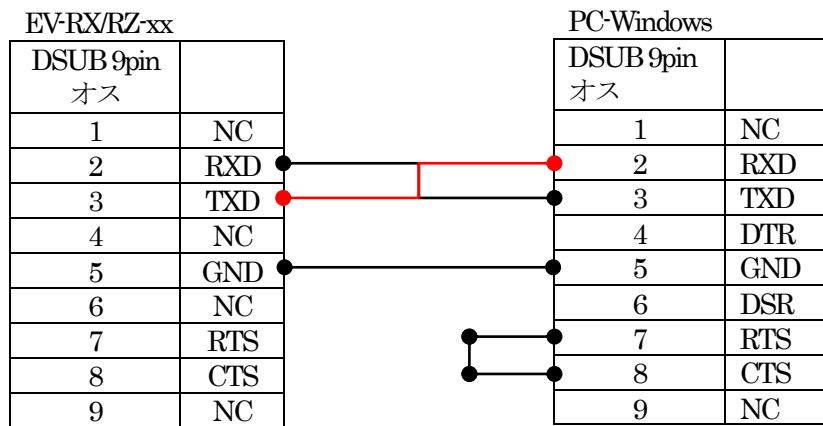 EV-RX/RZ-xx PC-Windows
DSUB 9pin DSUB 9pin
オス オス
1 NC 1 NC
2 RXD 2 RXD
3 TXD 3 TXD
4 NC 4 DTR
5 GND 5 GND
6 NC 6 DSR
7 RTS 7 RTS
8 CTS 8 CTS
9 NC 9 NC